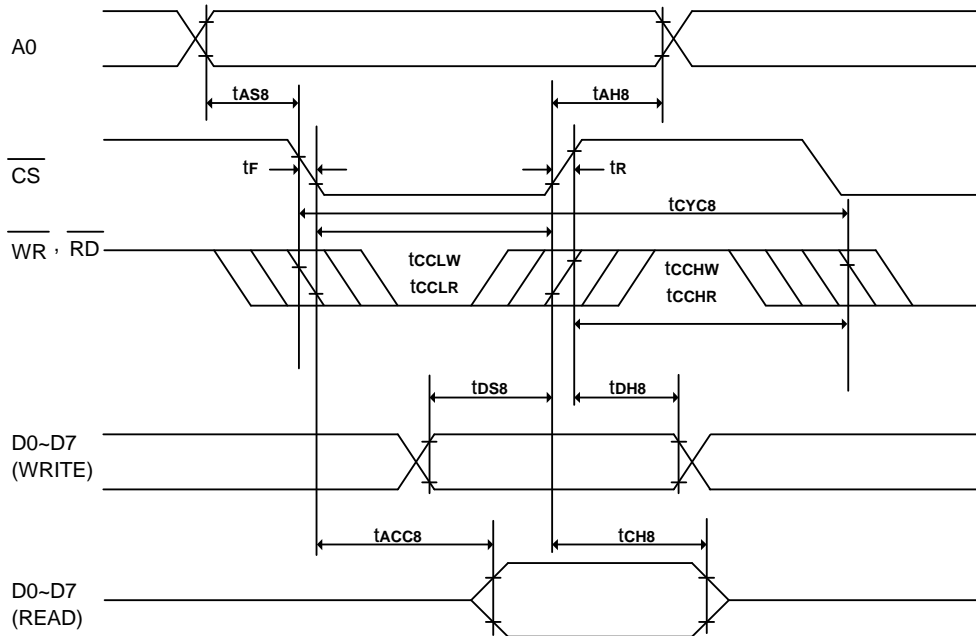 A0
tAS8
tAH8
CS
tF
tR
tCYC8
WR , RD
tCCLW
tCCLR
tCCHW
tCCHR
tDS8
tDH8
D0~D7
(WRITE)
tACC8
tCH8
D0~D7
(READ)